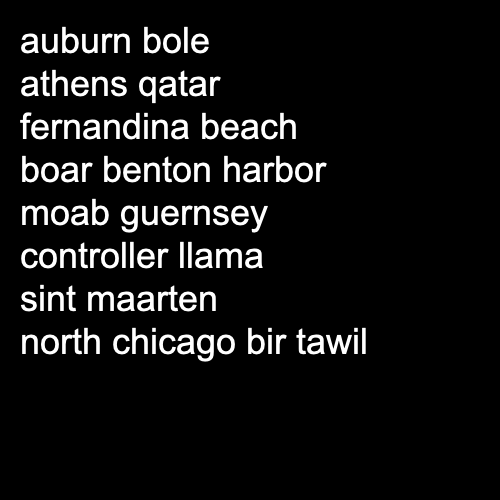 auburn bole
athens qatar
fernandina beach
boar benton harbor
moab guernsey
controller llama
sint maarten
north chicago bir tawil